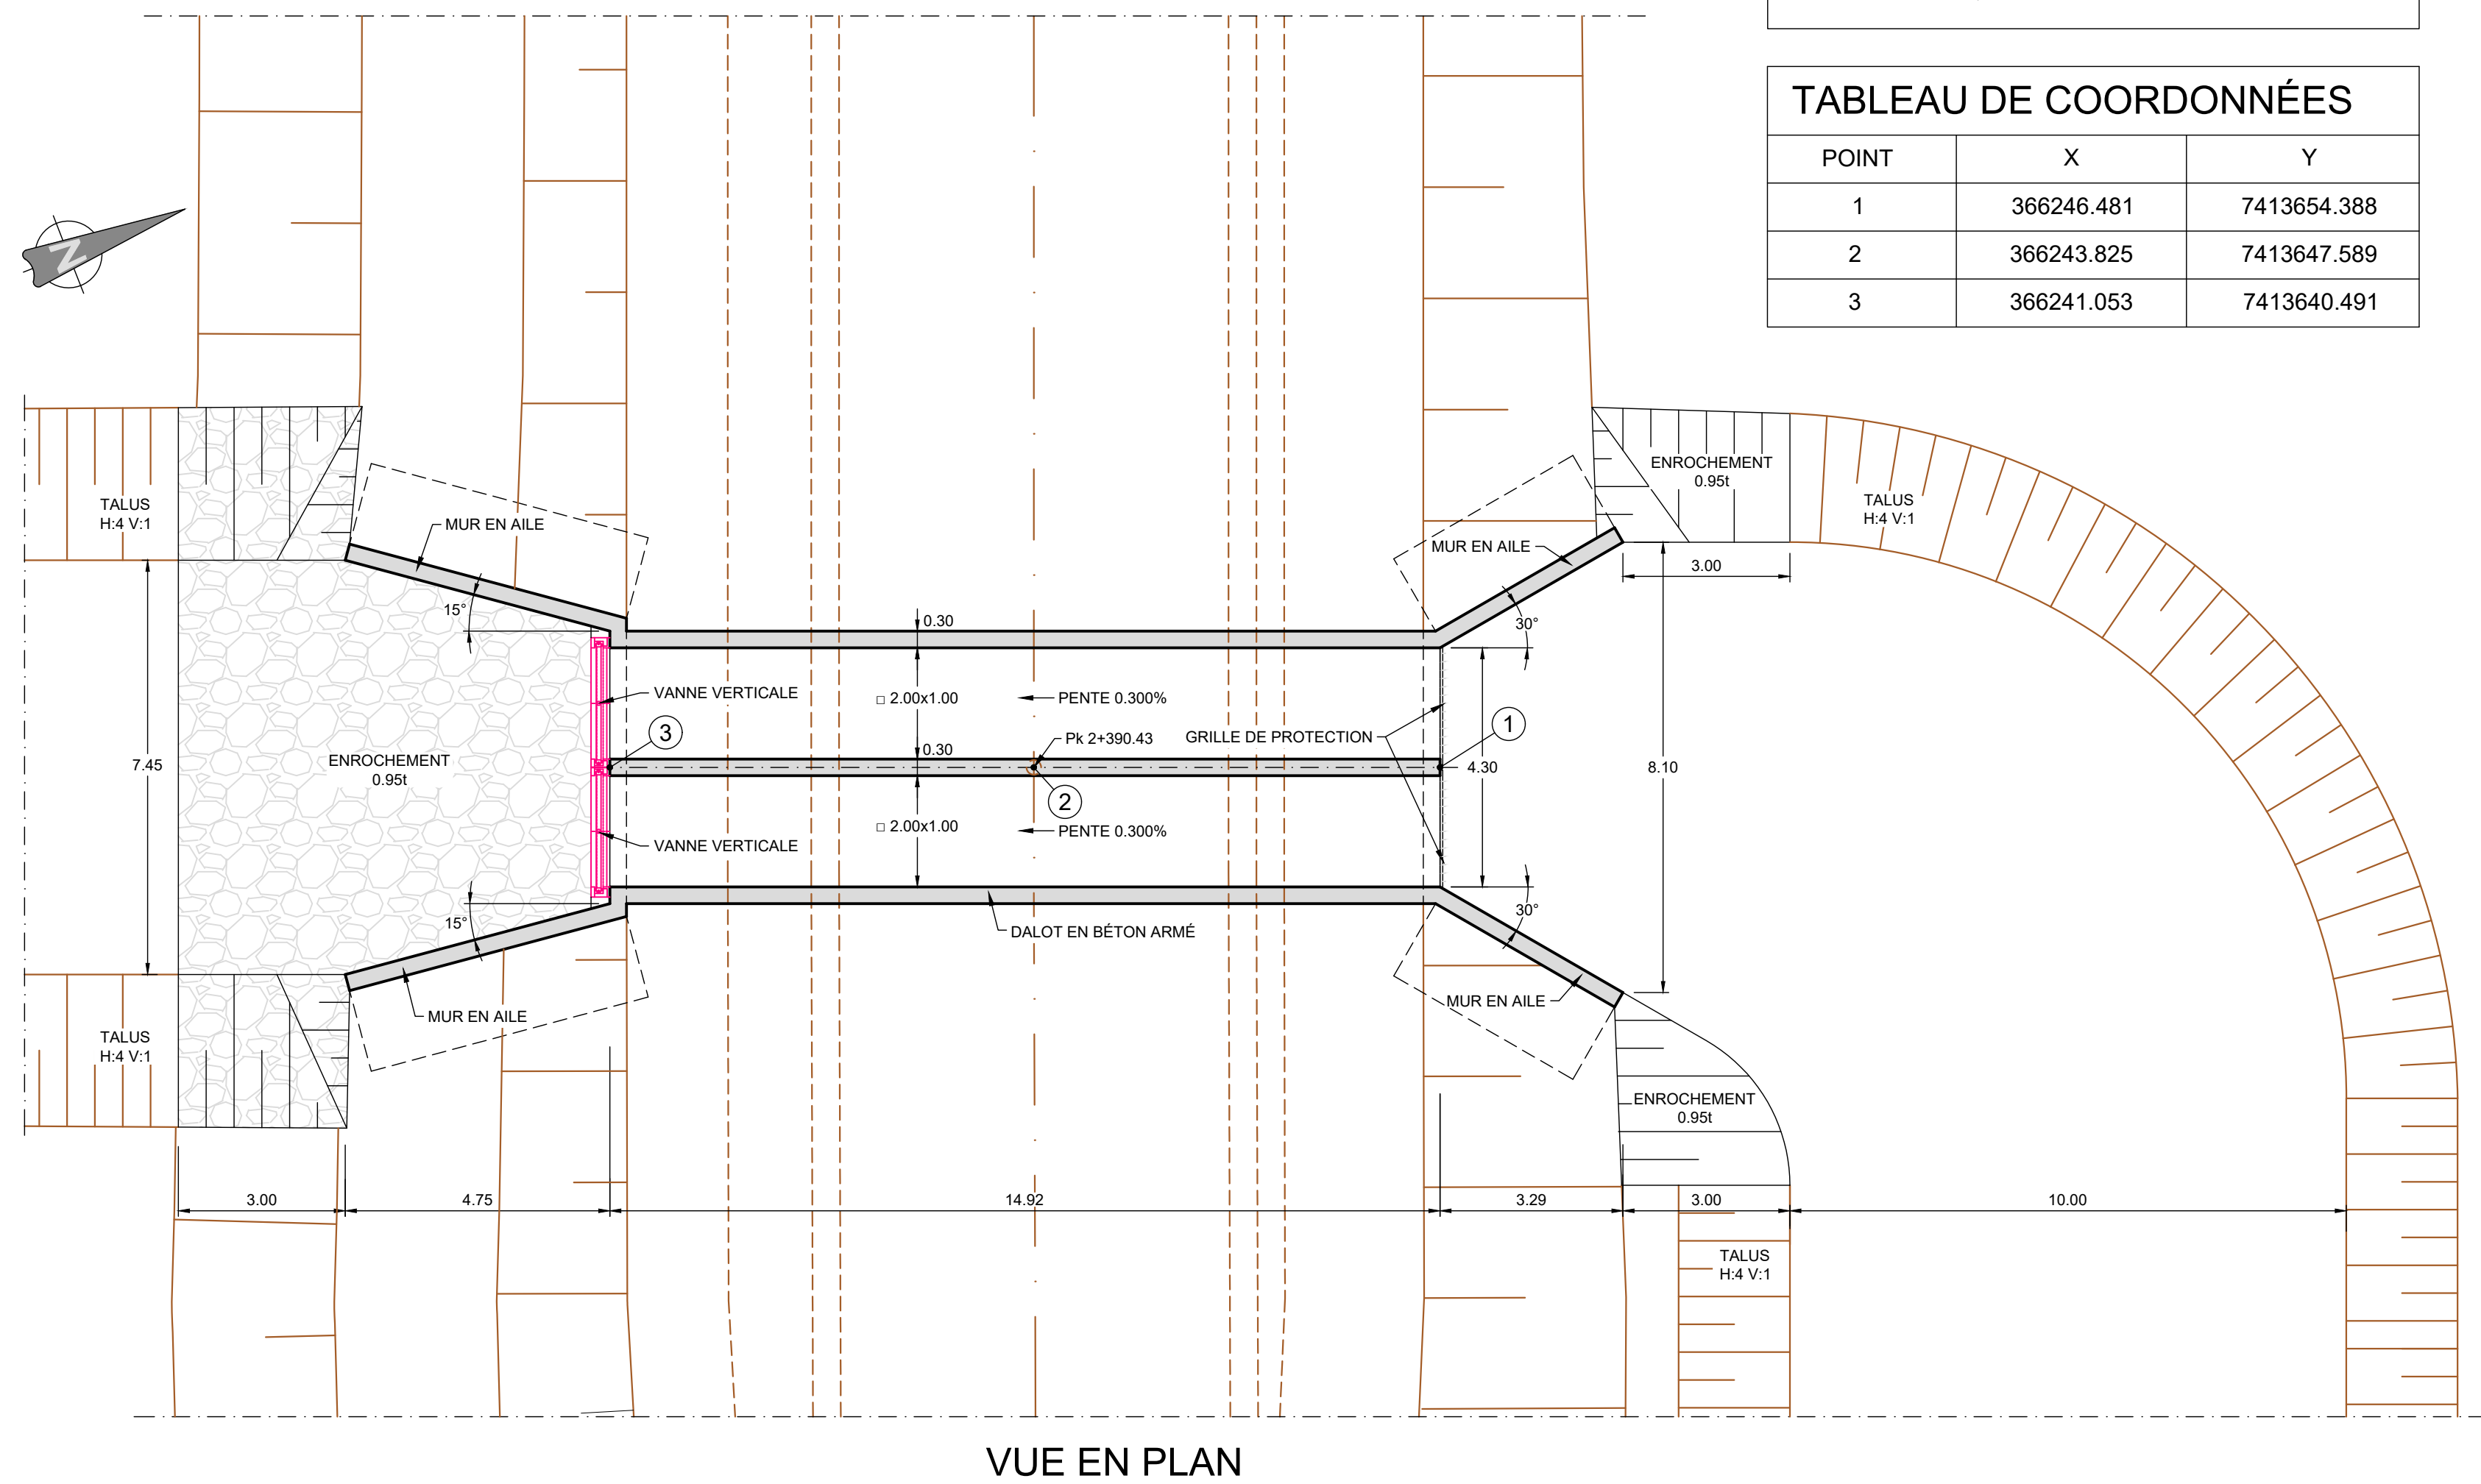 TABLEAU DE COORDONNÉES
POINT X Y
1 366246.481 7413654.388
2 366243.825 7413647.589
3 366241.053 7413640.491
N
TALUS
H:4 V:1
MUR EN AILE
15°
ENROCHEMENT
0.95t
TALUS
H:4 V:1
MUR EN AILE
3.00
30°
0.30
VANNE VERTICALE
□ 2.00x1.00
PENTE 0.300%
3
0.30
Pk 2+390.43
GRILLE DE PROTECTION
1
7.45
ENROCHEMENT
0.95t
4.30
8.10
2
VANNE VERTICALE
□ 2.00x1.00
PENTE 0.300%
15°
DALOT EN BÉTON ARMÉ
30°
MUR EN AILE
MUR EN AILE
TALUS
H:4 V:1
ENROCHEMENT
0.95t
3.00
4.75
14.92
3.29
3.00
10.00
TALUS
H:4 V:1
VUE EN PLAN